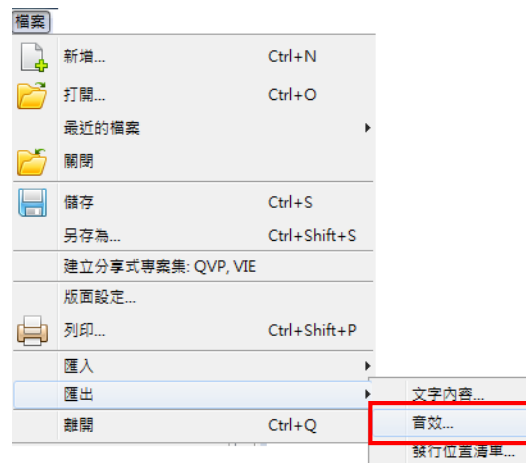 檔案
新增... Ctrl+N
打開... Ctrl+O
最近的檔案
關閉
儲存 Ctrl+S
另存為... Ctrl+Shift+S
建立分享式專案集: QVP, VIE
版面設定...
列印... Ctrl+Shift+P
匯入
匯出
文字內容...
音效...
離開 Ctrl+Q
發行位置清單...